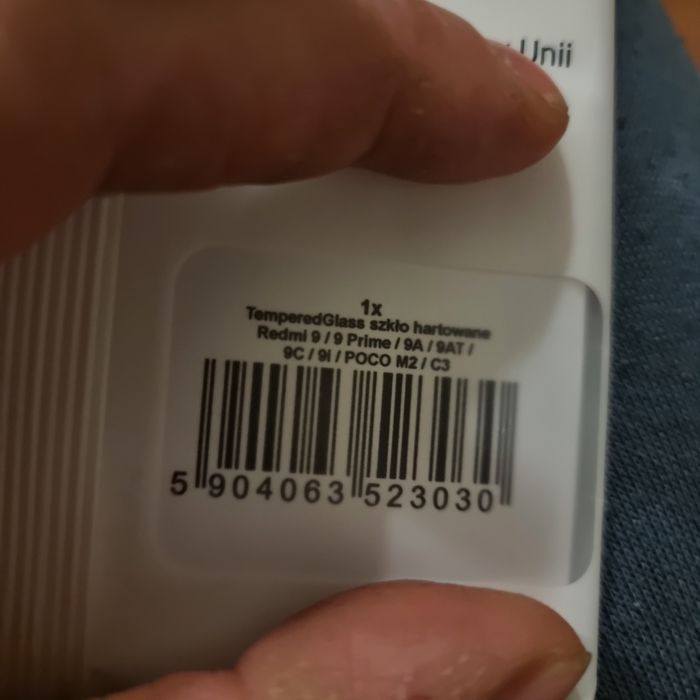 Unii
1x
TemperedGlass szkło hartowane
Redmi 9 / 9 Prime / 9A / 9AT /
9C / 9I / POCO M2 / C3
5 904063 523030